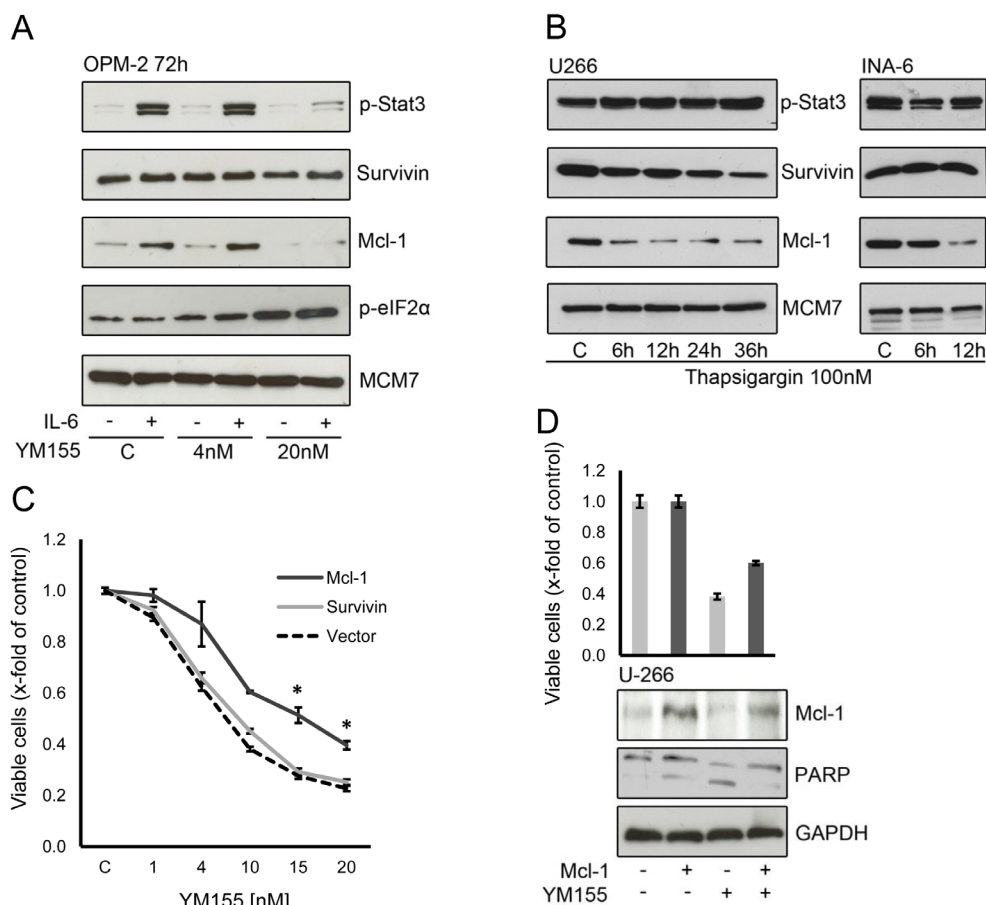 A
OPM-2 72h
p-Stat3
Survivin
Mcl-1
p-eIF2α
MCM7
IL-6 - + - + - +
YM155 C 4nM 20nM
B
U266 INA-6
p-Stat3
Survivin
Mcl-1
MCM7
C 6h 12h 24h 36h C 6h 12h
Thapsigargin 100nM
C
Viable cells (x-fold of control)
1.2
1.0
0.8
0.6
0.4
0.2
0.0
Mcl-1
Survivin
Vector
* *
C 1 4 10 15 20
YM155 [nM]
D
Viable cells (x-fold of control)
1.2
1.0
0.8
0.6
0.4
0.2
0.0
U-266
Mcl-1
PARP
GAPDH
Mcl-1 - + - +
YM155 - - + +